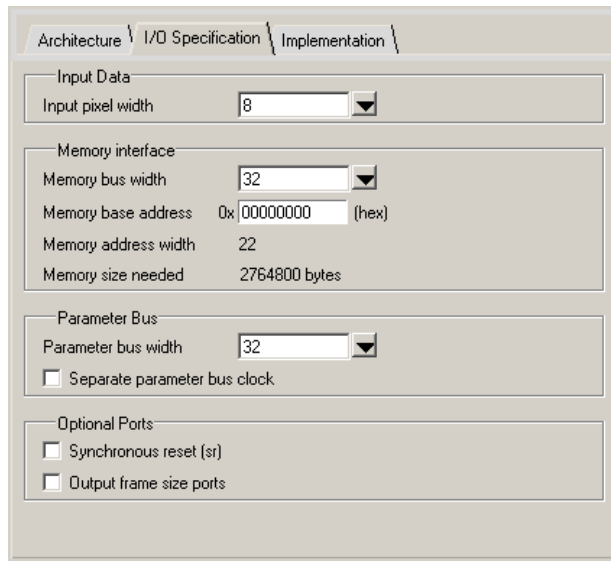 Architecture I/O Specification Implementation
Input Data
Input pixel width 8
Memory interface
Memory bus width 32
Memory base address 0x 00000000 (hex)
Memory address width 22
Memory size needed 2764800 bytes
Parameter Bus
Parameter bus width 32
Separate parameter bus clock
Optional Ports
Synchronous reset (sr)
Output frame size ports